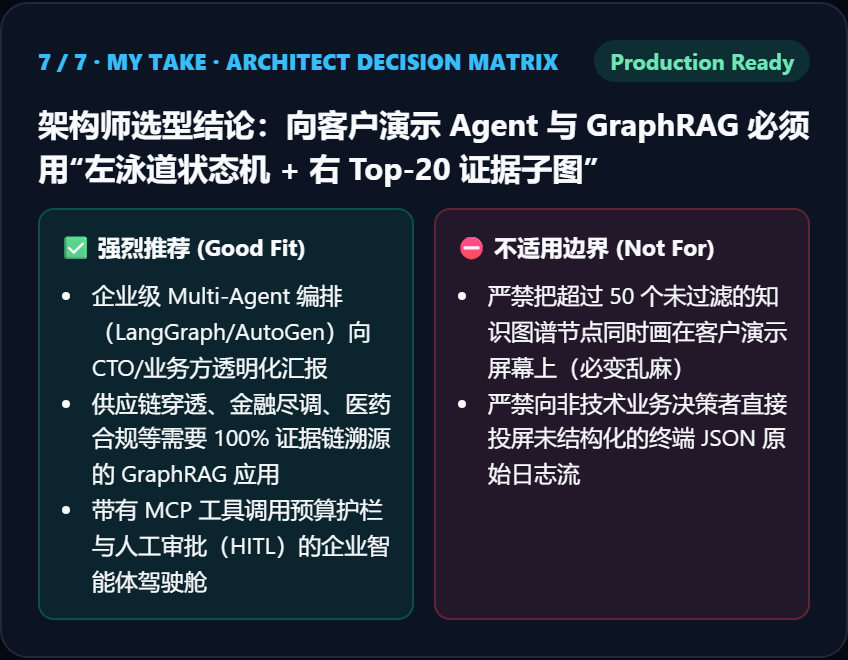 7 / 7 · MY TAKE · ARCHITECT DECISION MATRIX
Production Ready
架构师选型结论：向客户演示 Agent 与 GraphRAG 必须
用“左泳道状态机 + 右 Top-20 证据子图”
✅ 强烈推荐 (Good Fit)
• 企业级 Multi-Agent 编排
（LangGraph/AutoGen）向
CTO/业务方透明化汇报
• 供应链穿透、金融尽调、医药
合规等需要 100% 证据链溯源
的 GraphRAG 应用
• 带有 MCP 工具调用预算护栏
与人工审批（HITL）的企业智
能体驾驶舱
⛔ 不适用边界 (Not For)
• 严禁把超过 50 个未过滤的知
识图谱节点同时画在客户演示
屏幕上（必变乱麻）
• 严禁向非技术业务决策者直接
投屏未结构化的终端 JSON 原
始日志流